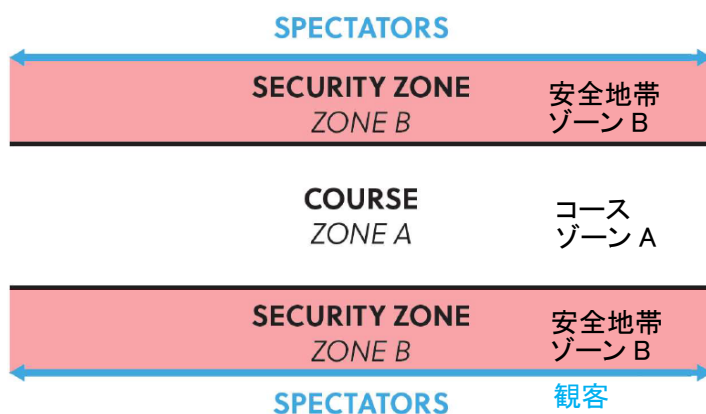 SPECTATORS
SECURITY ZONE
ZONE B
安全地帯
ゾーン B
COURSE
ZONE A
コース
ゾーン A
SECURITY ZONE
ZONE B
安全地帯
ゾーン B
SPECTATORS
観客